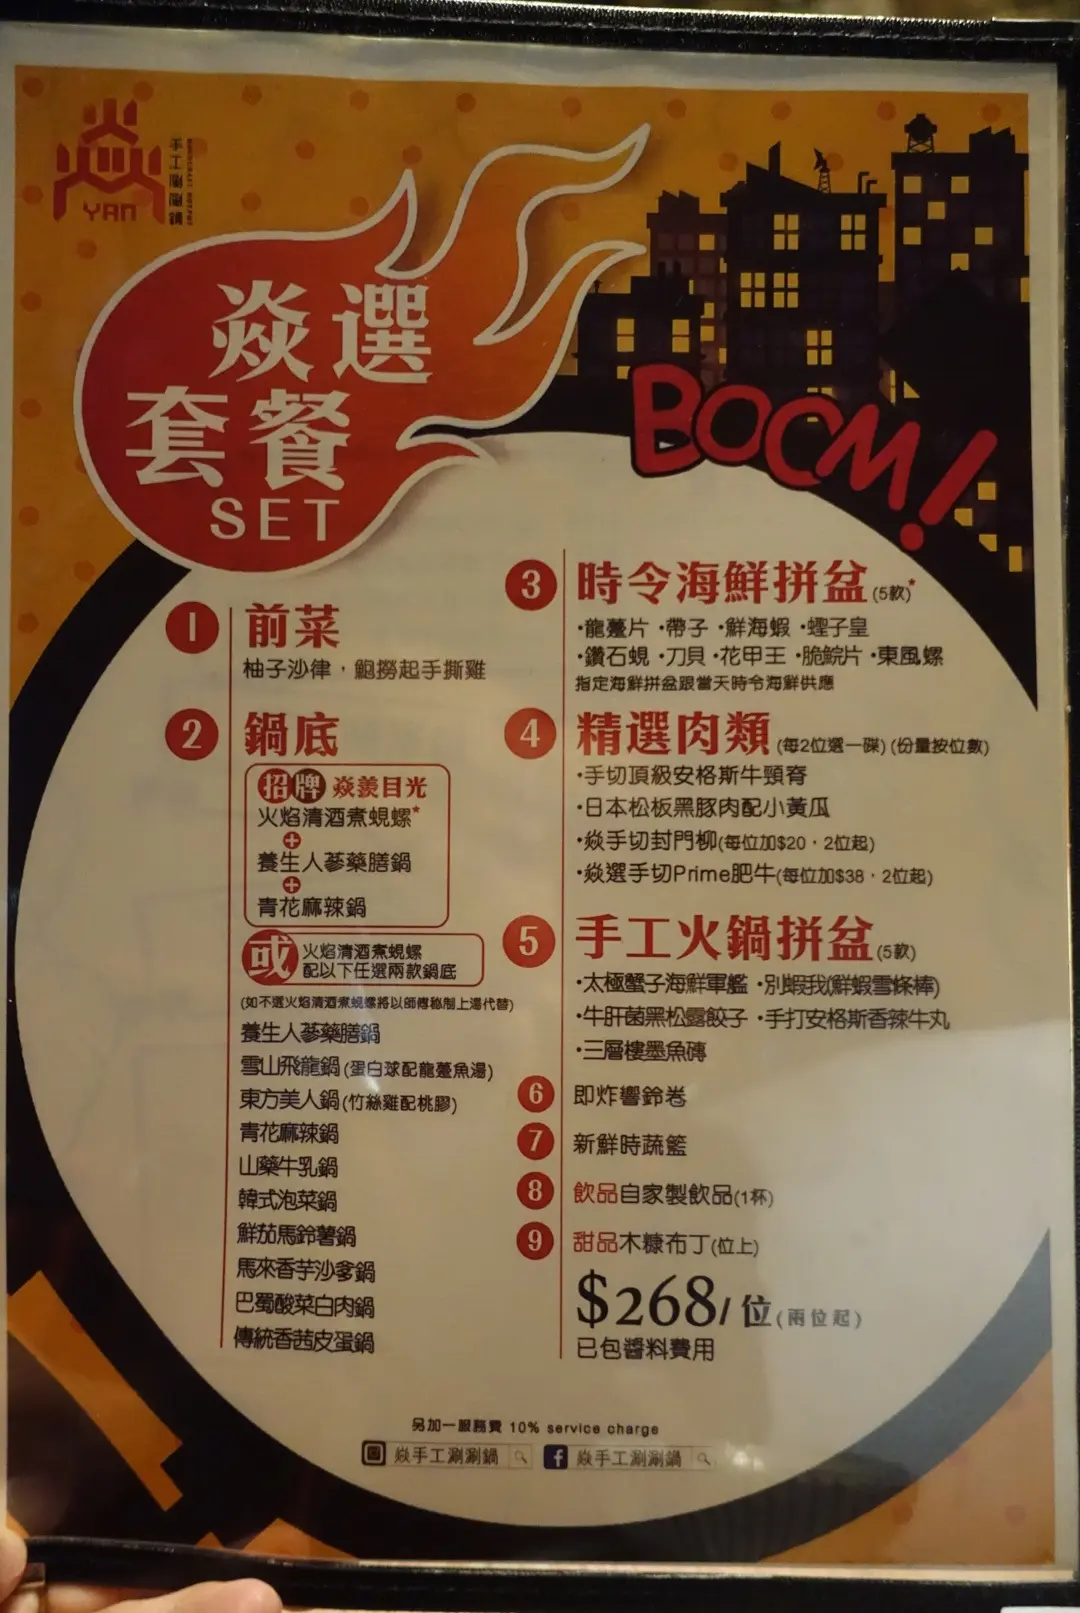 YAN
手工涮涮鍋
HANDCRAFT HOTPOT
焱選
套餐
SET
BOOM!
1 前菜
柚子沙律，鮑撈起手撕雞
2 鍋底
招牌 焱羨目光
火焰清酒煮蜆螺*
+
養生人蔘藥膳鍋
+
青花麻辣鍋
或 火焰清酒煮蜆螺
配以下任選兩款鍋底
(如不選火焰清酒煮蜆螺將以師傅秘制上湯代替)
養生人蔘藥膳鍋
雪山飛龍鍋(蛋白球配龍躉魚湯)
東方美人鍋(竹絲雞配桃膠)
青花麻辣鍋
山藥牛乳鍋
韓式泡菜鍋
鮮茄馬鈴薯鍋
馬來香芋沙爹鍋
巴蜀酸菜白肉鍋
傳統香茜皮蛋鍋
3 時令海鮮拼盆(5款)*
·龍躉片 ·帶子 ·鮮海蝦 ·蟶子皇
·鑽石蜆 ·刀貝 ·花甲王 ·脆鯇片 ·東風螺
指定海鮮拼盆跟當天時令海鮮供應
4 精選肉類(每2位選一碟)(份量按位數)
·手切頂級安格斯牛頸脊
·日本松板黑豚肉配小黃瓜
·焱手切封門柳(每位加$20，2位起)
·焱選手切Prime肥牛(每位加$38，2位起)
5 手工火鍋拼盆(5款)
·太極蟹子海鮮軍艦 ·別蝦我(鮮蝦雪條棒)
·牛肝菌黑松露餃子 ·手打安格斯香辣牛丸
·三層樓墨魚磚
6 即炸響鈴卷
7 新鮮時蔬籃
8 飲品自家製飲品(1杯)
9 甜品木糠布丁(位上)
$268/位(兩位起)
已包醬料費用
另加一服務費 10% service charge
焱手工涮涮鍋 f 焱手工涮涮鍋